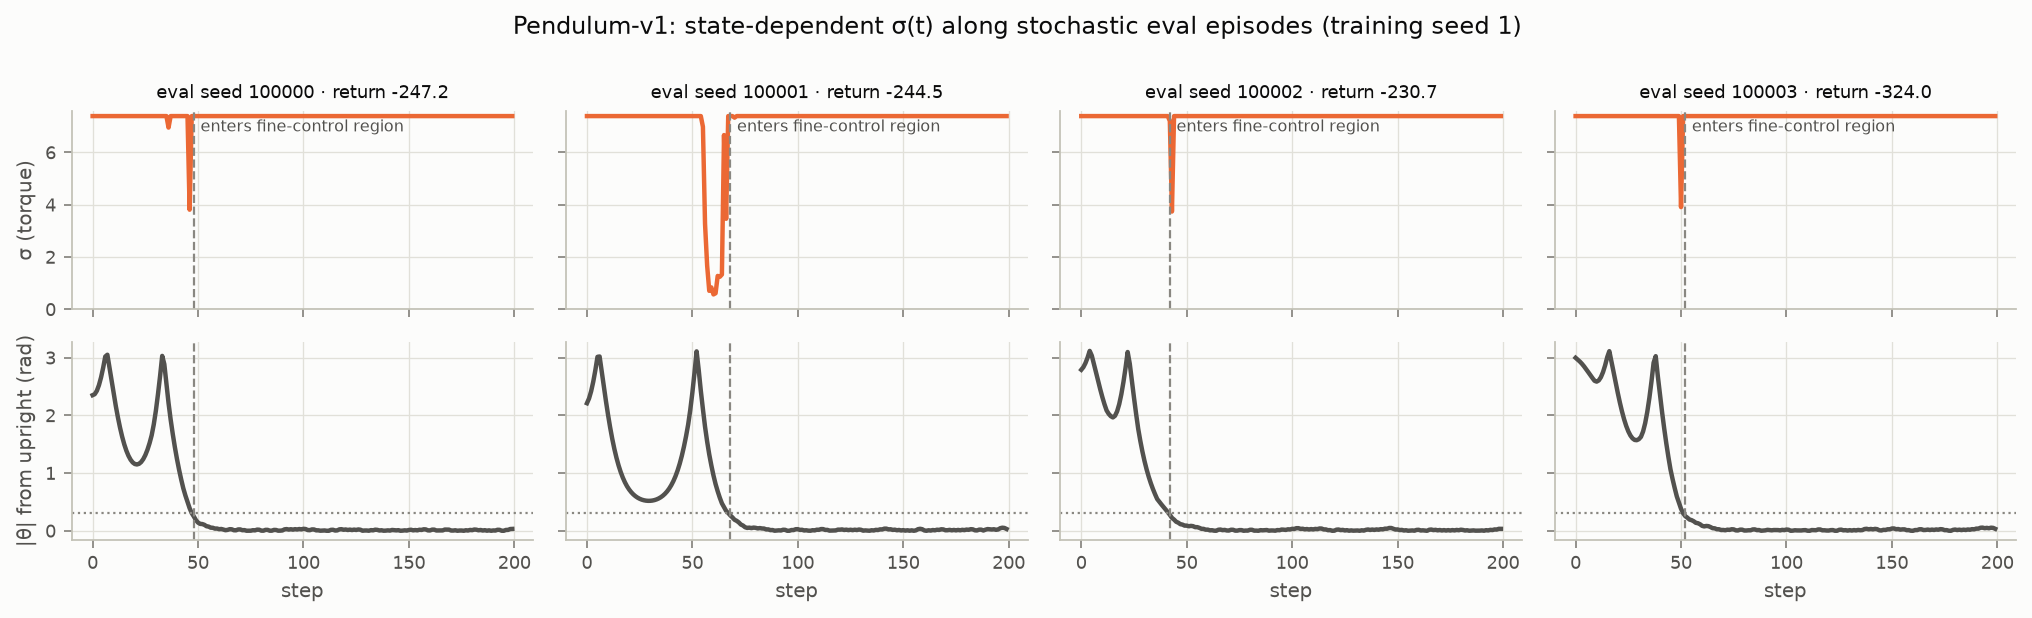 Pendulum-v1: state-dependent σ(t) along stochastic eval episodes (training seed 1)
eval seed 100000 · return -247.2
eval seed 100001 · return -244.5
eval seed 100002 · return -230.7
eval seed 100003 · return -324.0
enters fine-control region
enters fine-control region
enters fine-control region
enters fine-control region
σ (torque)
6
4
2
0
|θ| from upright (rad)
3
2
1
0
0 50 100 150 200
0 50 100 150 200
0 50 100 150 200
0 50 100 150 200
step
step
step
step